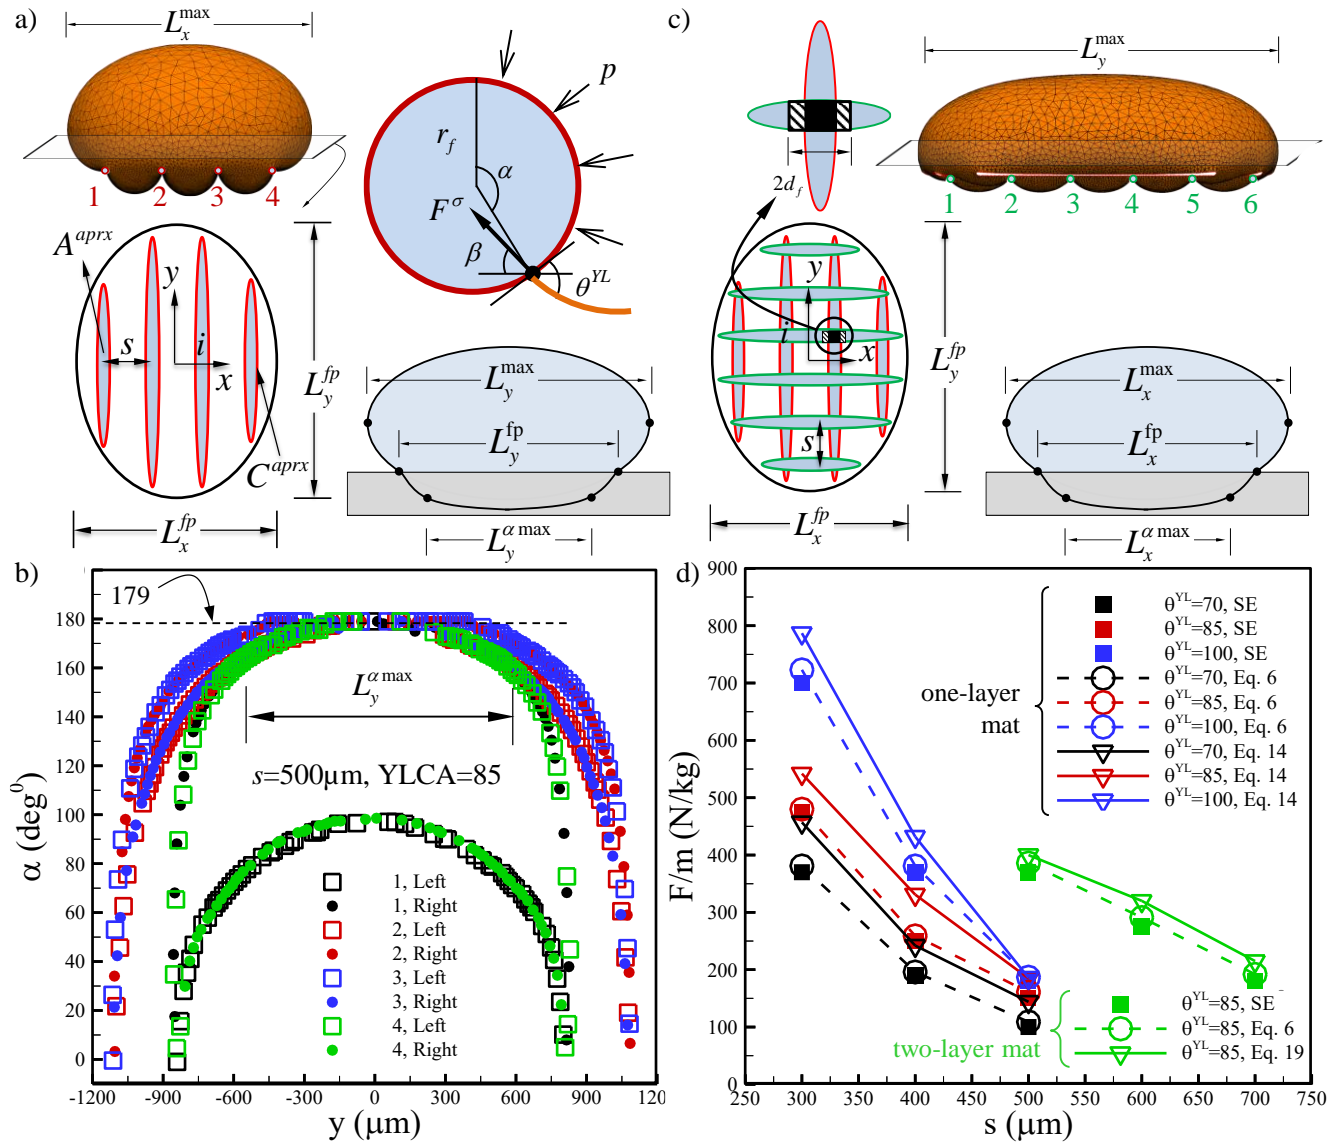 a)
L_x^max
1 2 3 4
A^aprx
y
s
i
x
C^aprx
L_y^fp
L_x^fp
p
r_f
α
F^σ
β
θ^YL
L_y^max
L_y^fp
L_y^α max
c)
2d_f
L_y^max
1 2 3 4 5 6
y
i
x
s
L_y^fp
L_x^fp
L_x^max
L_x^fp
L_x^α max
b)
179
α (deg^0)
180
160
140
120
100
80
60
40
20
0
L_y^α max
s=500μm, YLCA=85
1, Left
1, Right
2, Left
2, Right
3, Left
3, Right
4, Left
4, Right
-1200 -900 -600 -300 0 300 600 900 120
y (μm)
d)
F/m (N/kg)
900
800
700
600
500
400
300
200
100
0
one-layer
mat
θ^YL=70, SE
θ^YL=85, SE
θ^YL=100, SE
θ^YL=70, Eq. 6
θ^YL=85, Eq. 6
θ^YL=100, Eq. 6
θ^YL=70, Eq. 14
θ^YL=85, Eq. 14
θ^YL=100, Eq. 14
two-layer mat
θ^YL=85, SE
θ^YL=85, Eq. 6
θ^YL=85, Eq. 19
250 300 350 400 450 500 550 600 650 700 750
s (μm)